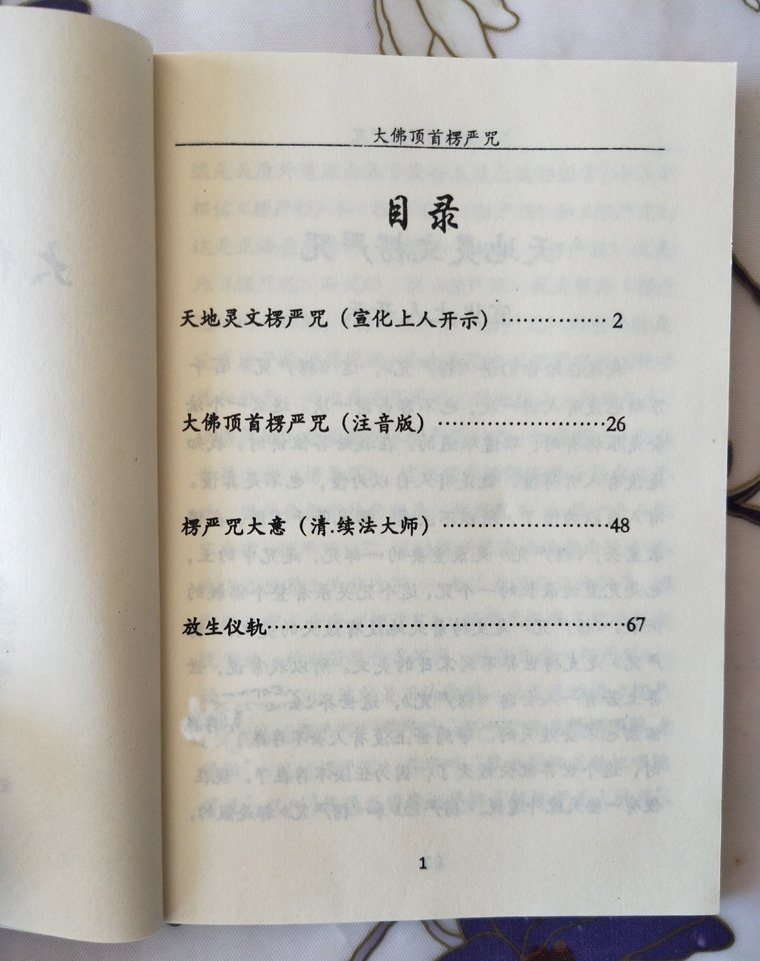 大佛顶首楞严咒
目录
天地灵文楞严咒（宣化上人开示）················2
大佛顶首楞严咒（注音版）························26
楞严咒大意（清.续法大师）·······················48
放生仪轨···················································67
1